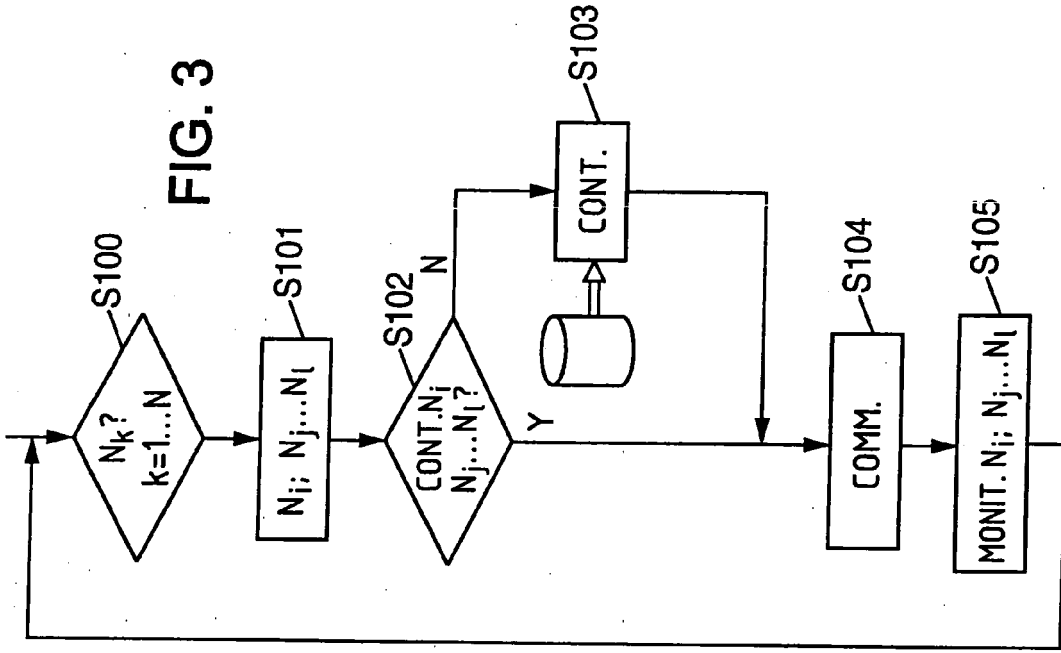 FIG. 3
S100
N_k?
k=1...N
S101
N_i; N_j...N_l
S102
CONT.N_i
N_j...N_l?
N
Y
S103
CONT.
S104
COMM.
S105
MONIT. N_i; N_j...N_l